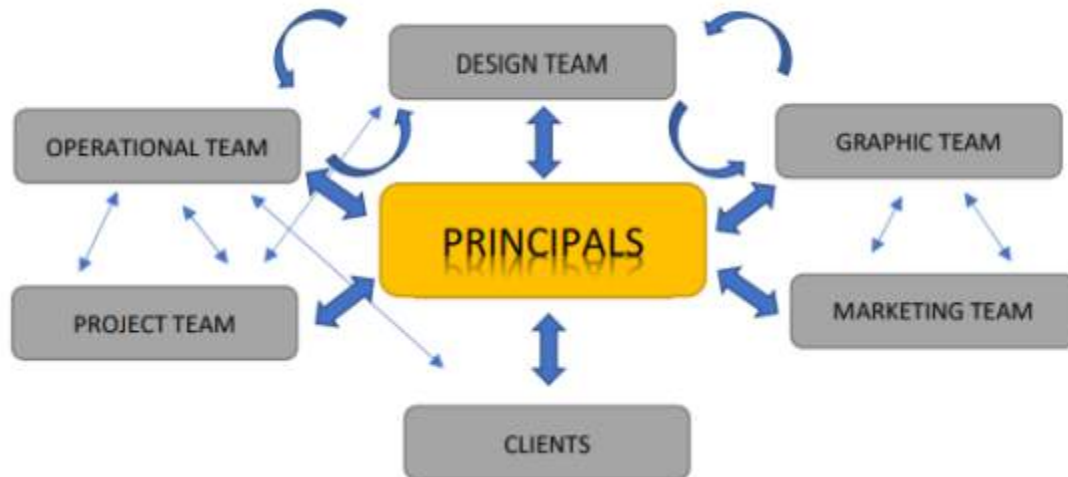 DESIGN TEAM
OPERATIONAL TEAM
GRAPHIC TEAM
PRINCIPALS
PROJECT TEAM
MARKETING TEAM
CLIENTS